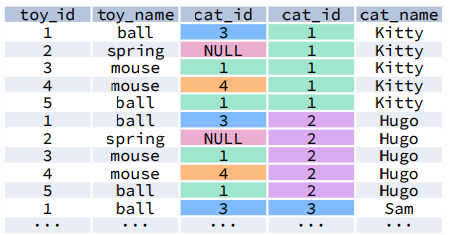 toy_id toy_name cat_id cat_id cat_name
1 ball 3 1 Kitty
2 spring NULL 1 Kitty
3 mouse 1 1 Kitty
4 mouse 4 1 Kitty
5 ball 1 1 Kitty
1 ball 3 2 Hugo
2 spring NULL 2 Hugo
3 mouse 1 2 Hugo
4 mouse 4 2 Hugo
5 ball 1 2 Hugo
1 ball 3 3 Sam
... ... ... ... ...